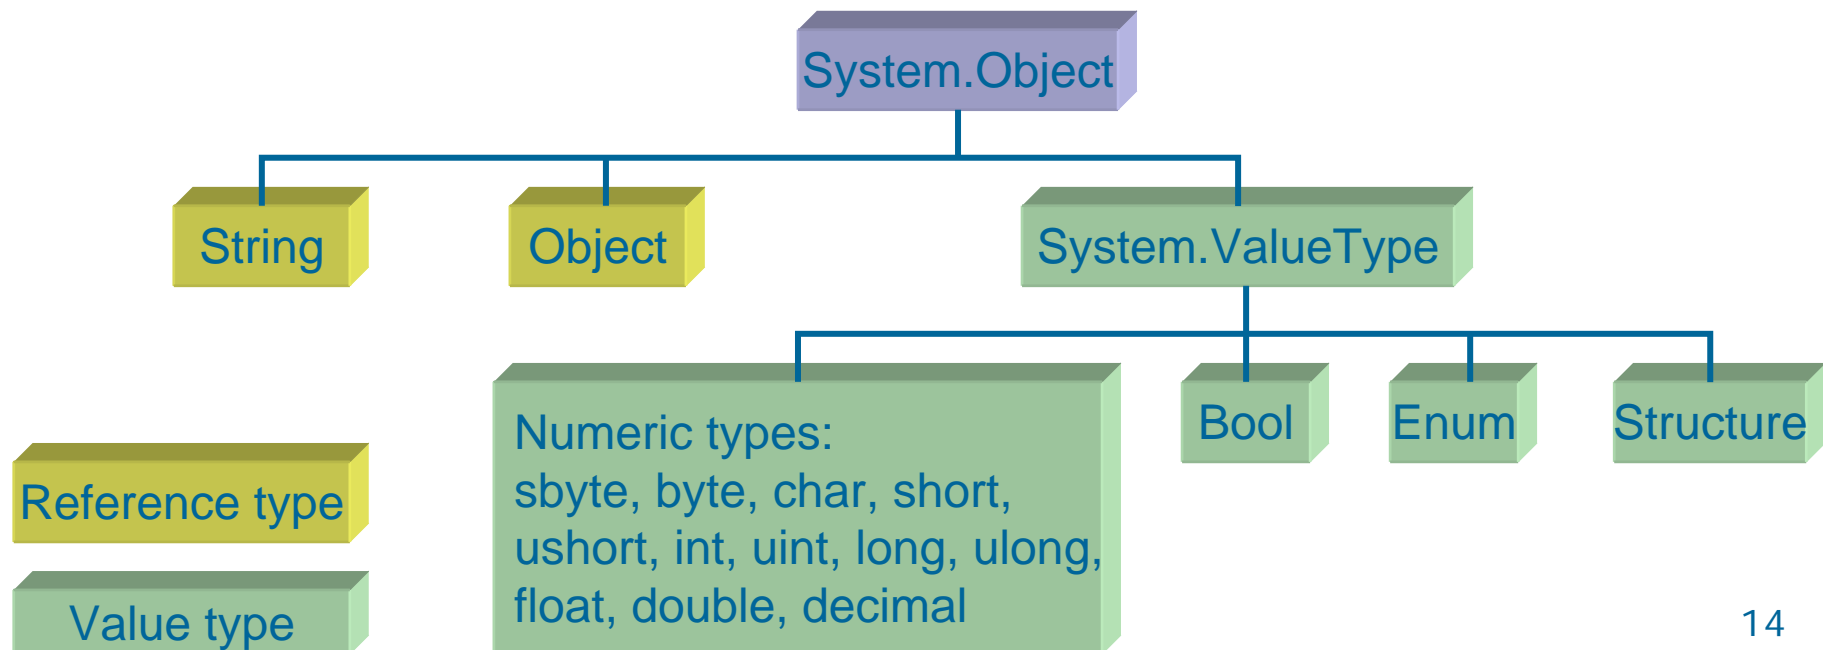 System.Object
String
Object
System.ValueType
Numeric types:
sbyte, byte, char, short,
ushort, int, uint, long, ulong,
float, double, decimal
Bool
Enum
Structure
Reference type
Value type
14